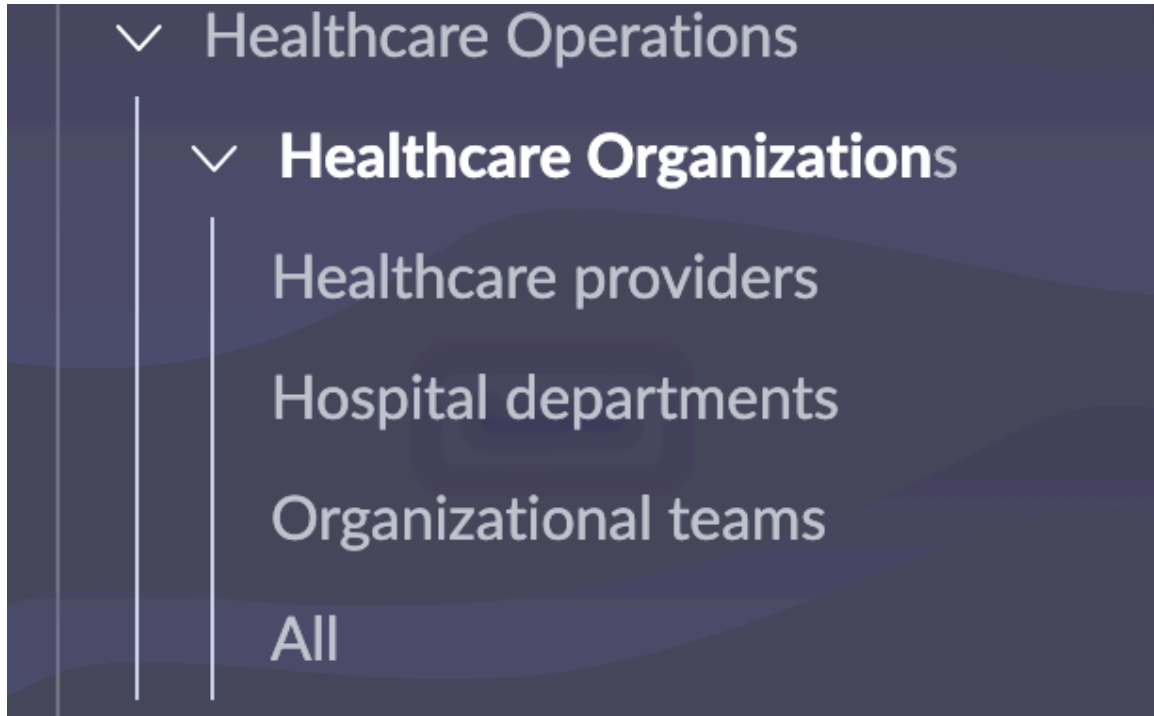 Healthcare Operations
Healthcare Organizations
Healthcare providers
Hospital departments
Organizational teams
All